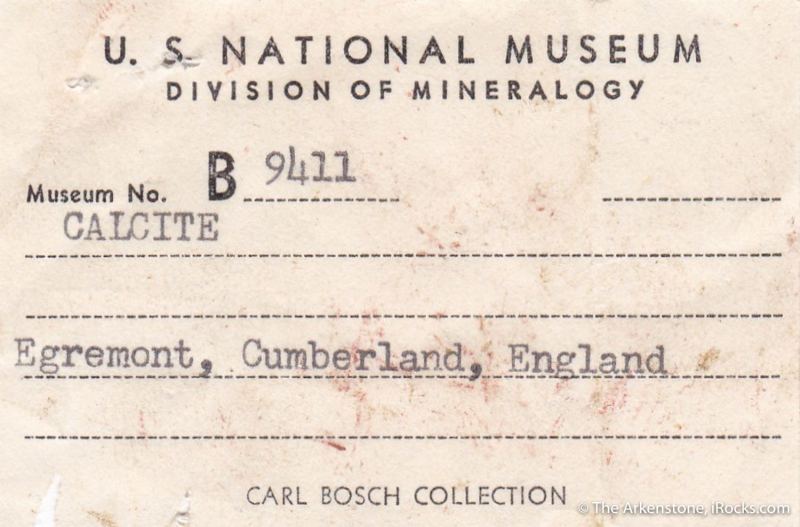 U. S. NATIONAL MUSEUM
DIVISION OF MINERALOGY
Museum No. B 9411
CALCITE
Egremont, Cumberland, England
CARL BOSCH COLLECTION
© The Arkenstone, iRocks.com